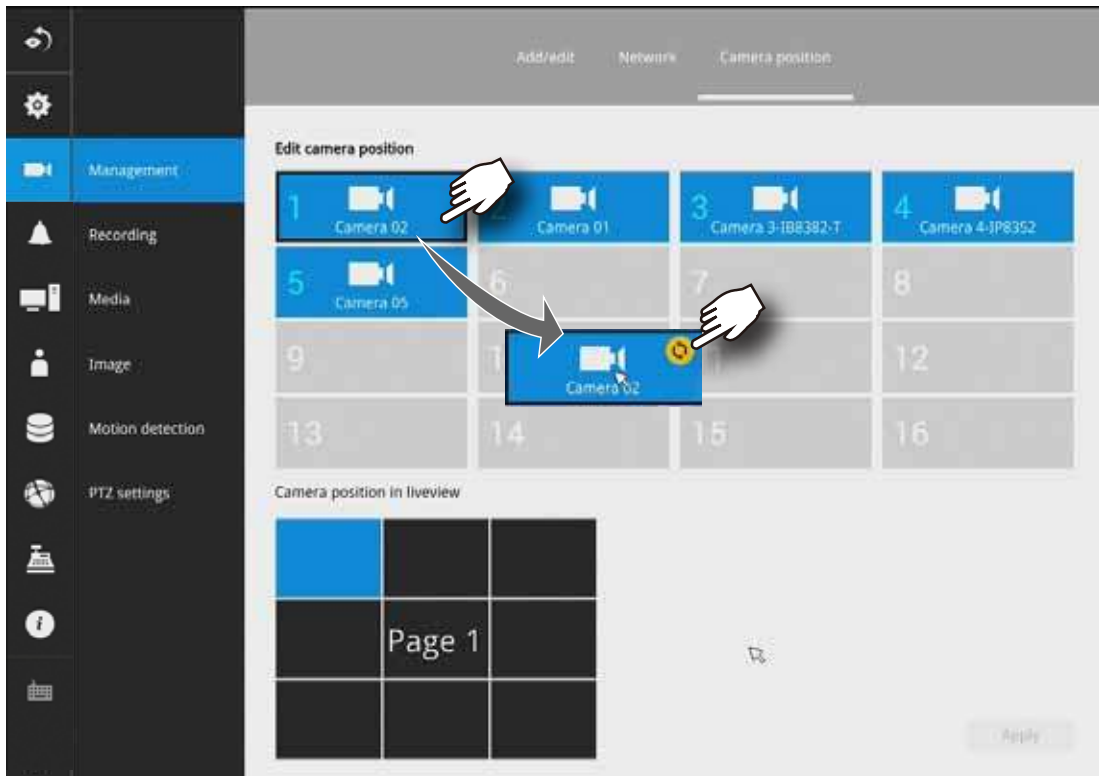 Add/edit Network Camera position
Edit camera position
Management
Recording
Media
Image
Motion detection
PTZ settings
1 Camera 02
2 Camera 01
3 Camera 3-IB8382-T
4 Camera 4-IP8352
5 Camera 05
6
7
8
9
1
Camera 02
12
13
14
15
16
Camera position in liveview
Page 1
Apply